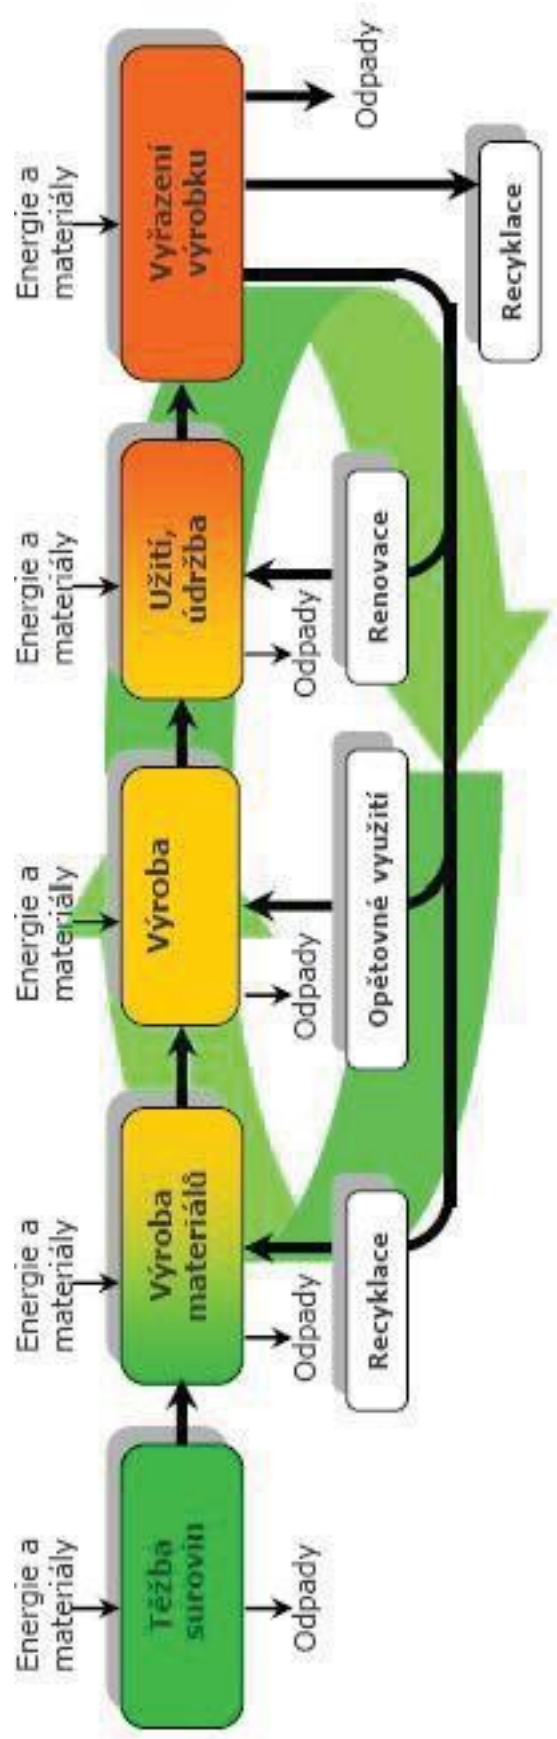 Energie a
materiály
Energie a
materiály
Energie a
materiály
Energie a
materiály
Energie a
materiály
Těžba
surovin
Výroba
materiálů
Výroba
Užití,
údržba
Vyřazení
výrobku
Odpady
Odpady
Odpady
Odpady
Odpady
Recyklace
Opětovné využití
Renovace
Recyklace